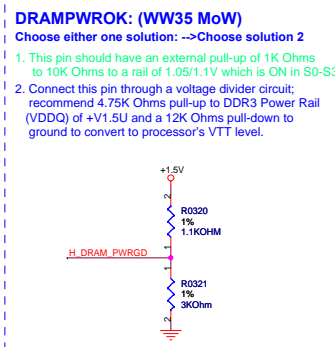 DRAMPWROK: (WW35 MoW)
Choose either one solution: -->Choose solution 2
1. This pin should have an external pull-up of 1K Ohms
to 10K Ohms to a rail of 1.05/1.1V which is ON in S0-S3
2. Connect this pin through a voltage divider circuit;
recommend 4.75K Ohms pull-up to DDR3 Power Rail
(VDDQ) of +V1.5U and a 12K Ohms pull-down to
ground to convert to processor's VTT level.
+1.5V
2
R0320
1%
1.1KOHM
1
H_DRAM_PWRGD
1
R0321
1%
3KOhm
2